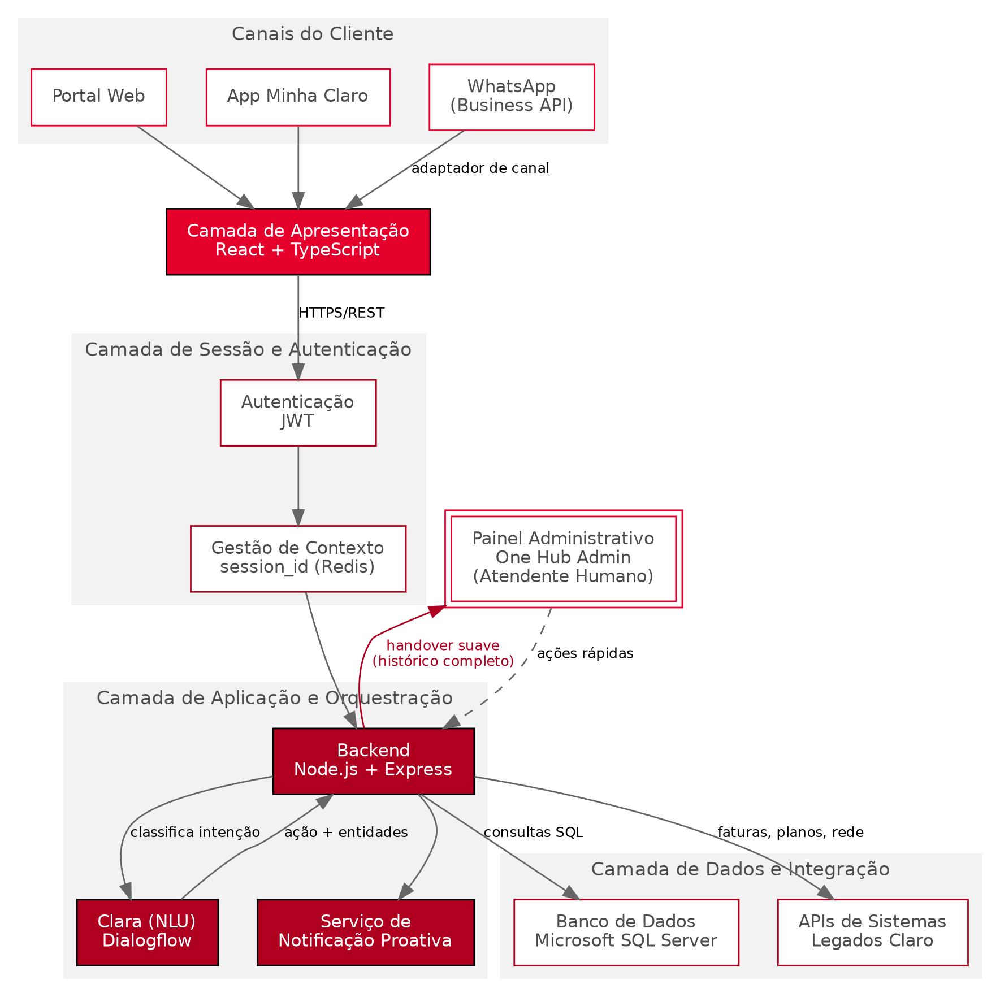 Canais do Cliente
Portal Web
App Minha Claro
WhatsApp
(Business API)
adaptador de canal
Camada de Apresentação
React + TypeScript
HTTPS/REST
Camada de Sessão e Autenticação
Autenticação
JWT
Gestão de Contexto
session_id (Redis)
Painel Administrativo
One Hub Admin
(Atendente Humano)
handover suave
(histórico completo)
ações rápidas
Camada de Aplicação e Orquestração
Backend
Node.js + Express
classifica intenção
ação + entidades
consultas SQL
faturas, planos, rede
Camada de Dados e Integração
Clara (NLU)
Dialogflow
Serviço de
Notificação Proativa
Banco de Dados
Microsoft SQL Server
APIs de Sistemas
Legados Claro